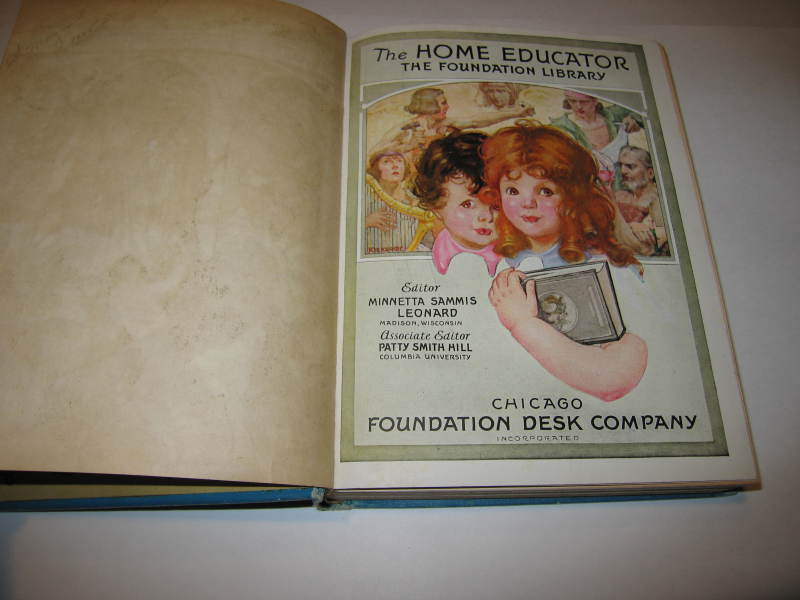 The HOME EDUCATOR
THE FOUNDATION LIBRARY
Editor
MINNETTA SAMMIS
LEONARD
MADISON, WISCONSIN
Associate Editor
PATTY SMITH HILL
COLUMBIA UNIVERSITY
CHICAGO
FOUNDATION DESK COMPANY
INCORPORATED